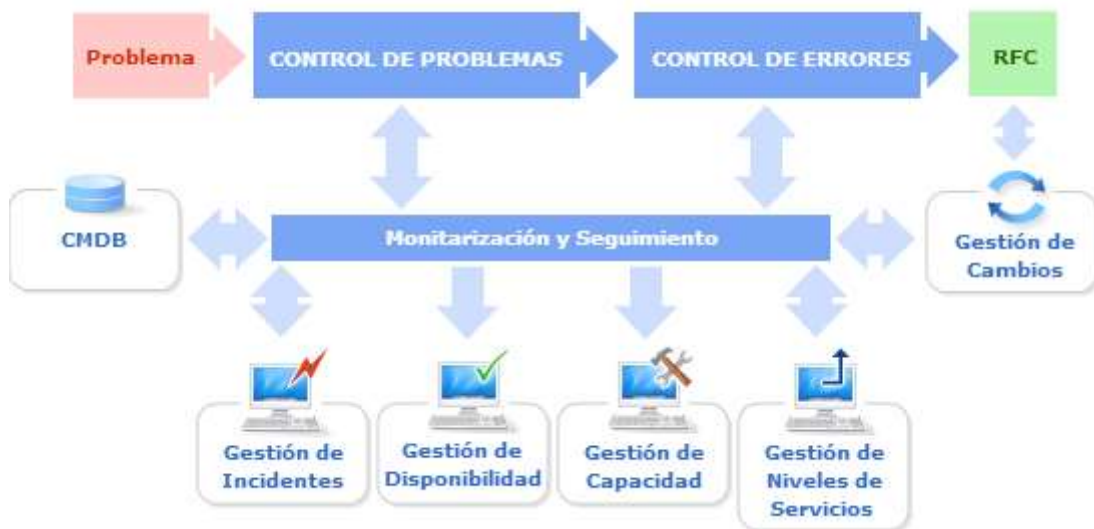 Problema
CONTROL DE PROBLEMAS
CONTROL DE ERRORES
RFC
CMDB
Monitarización y Seguimiento
Gestión de
Cambios
Gestión de
Incidentes
Gestión de
Disponibilidad
Gestión de
Capacidad
Gestión de
Niveles de
Servicios